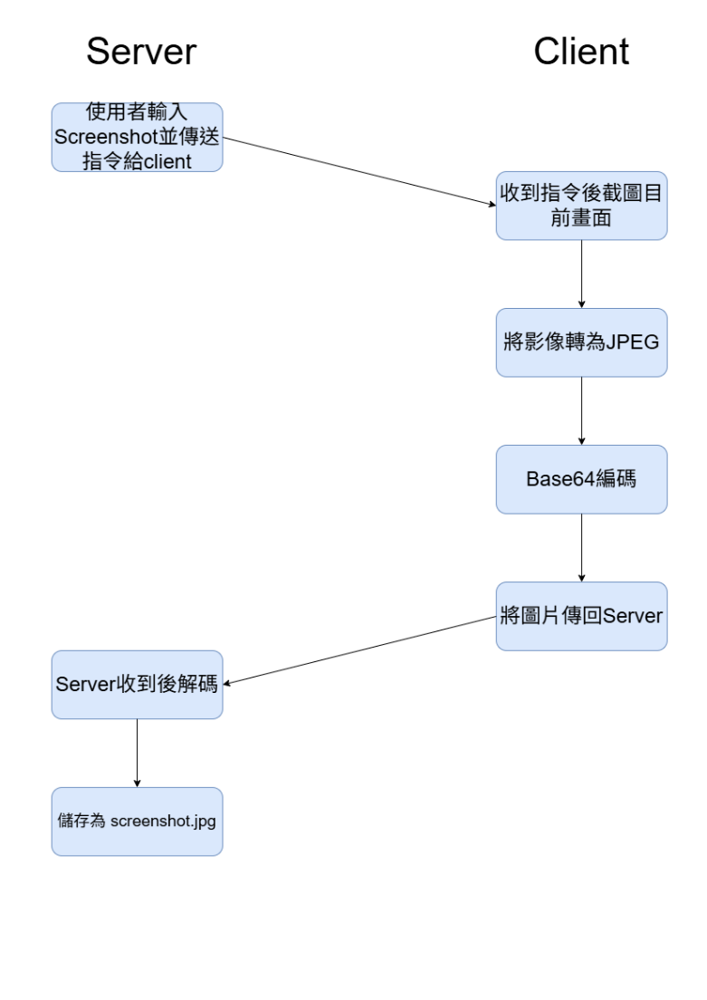 Server
Client
使用者輸入
Screenshot並傳送
指令給client
收到指令後截圖目
前畫面
將影像轉為JPEG
Base64編碼
將圖片傳回Server
Server收到後解碼
儲存為 screenshot.jpg